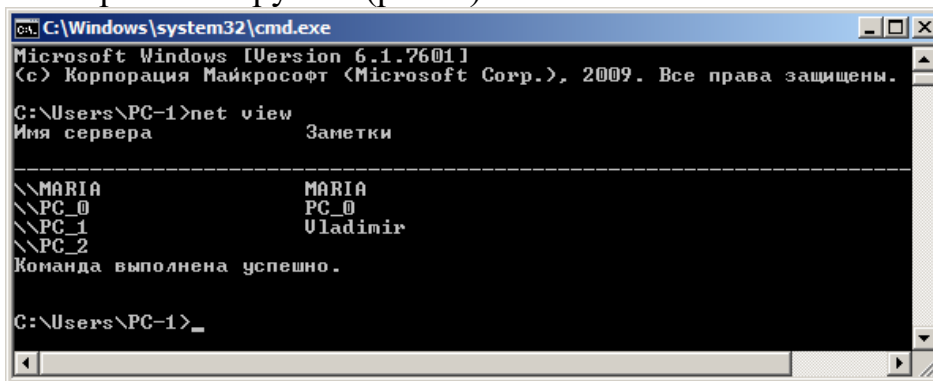 C:\Windows\system32\cmd.exe
Microsoft Windows [Version 6.1.7601]
(c) Корпорация Майкрософт (Microsoft Corp.), 2009. Все права защищены.
C:\Users\PC-1>net view
Имя сервера Заметки
-------------------------------------------------------------------------------
\\MARIA MARIA
\\PC_0 PC_0
\\PC_1 Vladimir
\\PC_2
Команда выполнена успешно.
C:\Users\PC-1>_